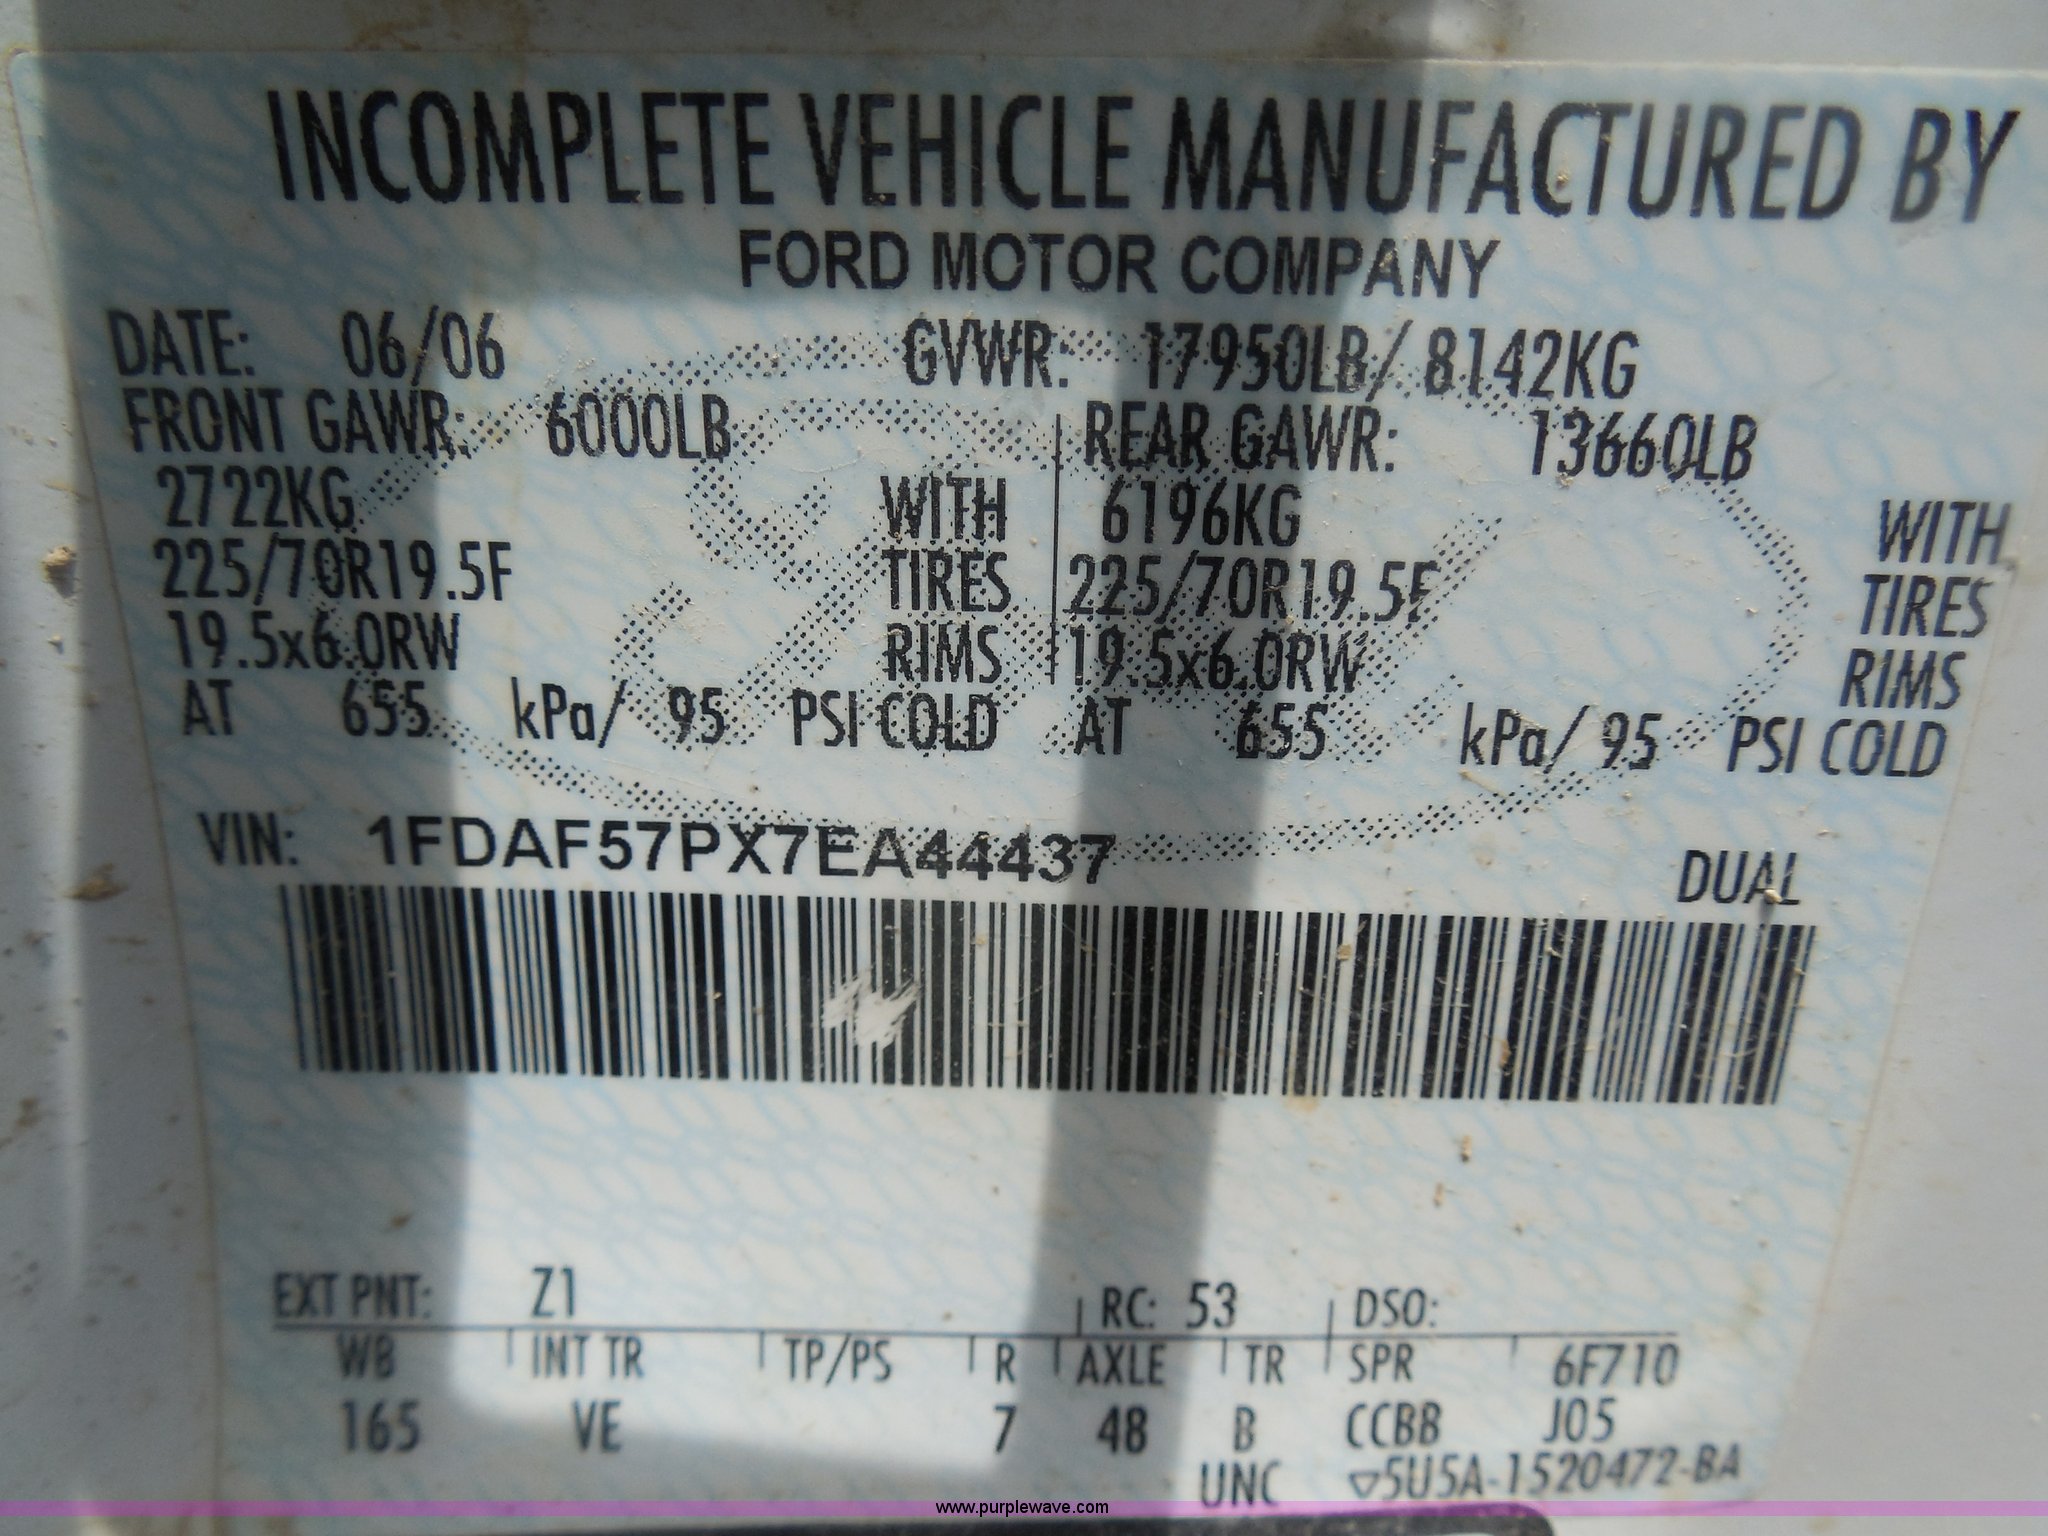 INCOMPLETE VEHICLE MANUFACTURED BY
FORD MOTOR COMPANY
DATE: 06/06 GVWR: 17950LB/ 8142KG
FRONT GAWR: 6000LB REAR GAWR: 13660LB
2722KG WITH 6196KG WITH
225/70R19.5F TIRES 225/70R19.5F TIRES
19.5x6.0RW RIMS 19.5x6.0RW RIMS
AT 655 kPa/ 95 PSI COLD AT 655 kPa/ 95 PSI COLD
VIN: 1FDAF57PX7EA44437 DUAL
EXT PNT: Z1 RC: 53 DSO:
WB INT TR TP/PS R AXLE TR SPR 6F710
165 VE 7 48 B CCBB J05
UNC ▽5U5A-1520472-BA
www.purplewave.com